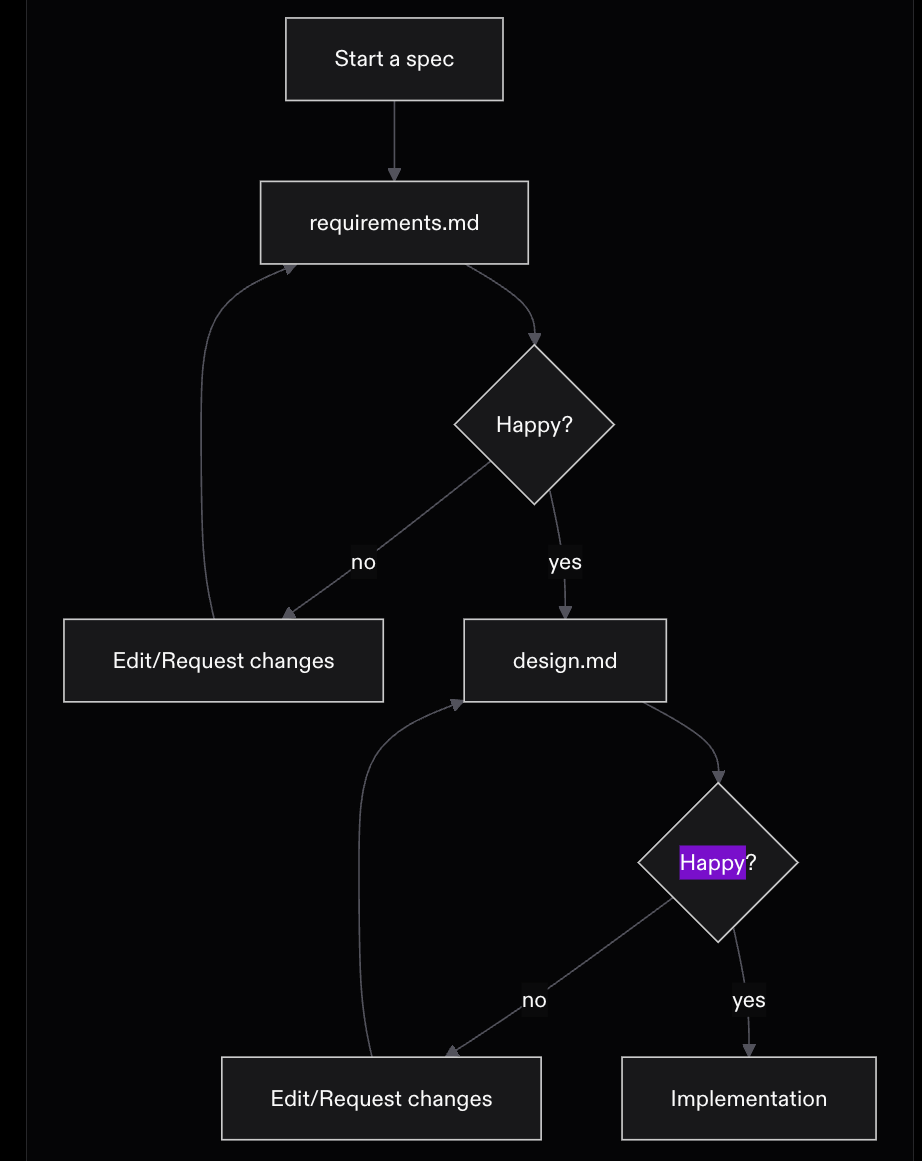 Start a spec
requirements.md
Happy?
no
yes
Edit/Request changes
design.md
Happy?
no
yes
Edit/Request changes
Implementation